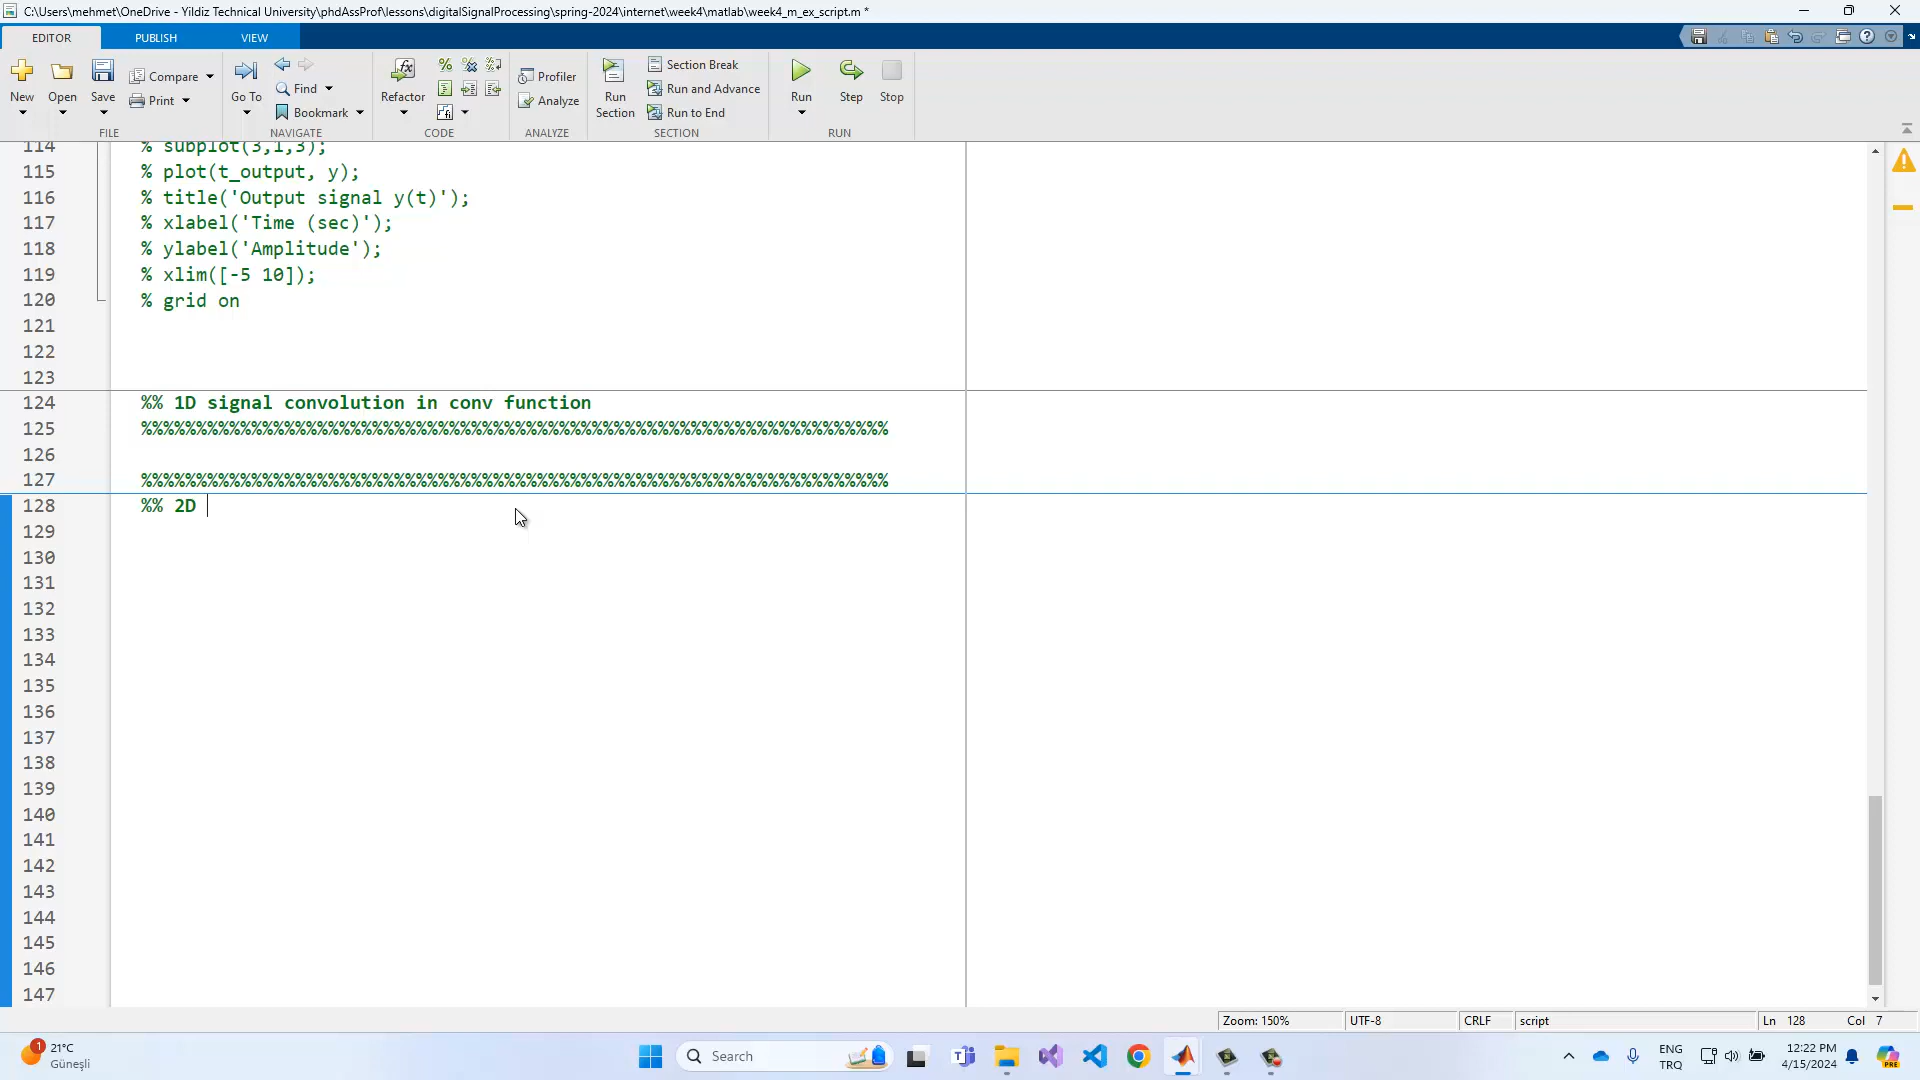 C:\Users\mehmet\OneDrive - Yildiz Technical University\phdAssProf\lessons\digitalSignalProcessing\spring-2024\internet\week4\matlab\week4_m_ex_script.m *
EDITOR PUBLISH VIEW
New Open Save Compare Print
FILE
Go To Find Bookmark
NAVIGATE
Refactor
CODE
Profiler
Analyze
ANALYZE
Run Section
Section Break
Run and Advance
Run to End
SECTION
Run Step Stop
RUN
114 % subplot(3,1,3);
115 % plot(t_output, y);
116 % title('Output signal y(t)');
117 % xlabel('Time (sec)');
118 % ylabel('Amplitude');
119 % xlim([-5 10]);
120 % grid on
121
122
123
124 %% 1D signal convolution in conv function
125 %%%%%%%%%%%%%%%%%%%%%%%%%%%%%%%%%%%%%%%%%%%%%%%%%%%%%%%%%%%%%%%%%%%%
126
127 %%%%%%%%%%%%%%%%%%%%%%%%%%%%%%%%%%%%%%%%%%%%%%%%%%%%%%%%%%%%%%%%%%%%
128 %% 2D
129
130
131
132
133
134
135
136
137
138
139
140
141
142
143
144
145
146
147
Zoom: 150% UTF-8 CRLF script Ln 128 Col 7
1 21°C
Güneşli
Search
ENG
TRQ
12:22 PM
4/15/2024
PRE